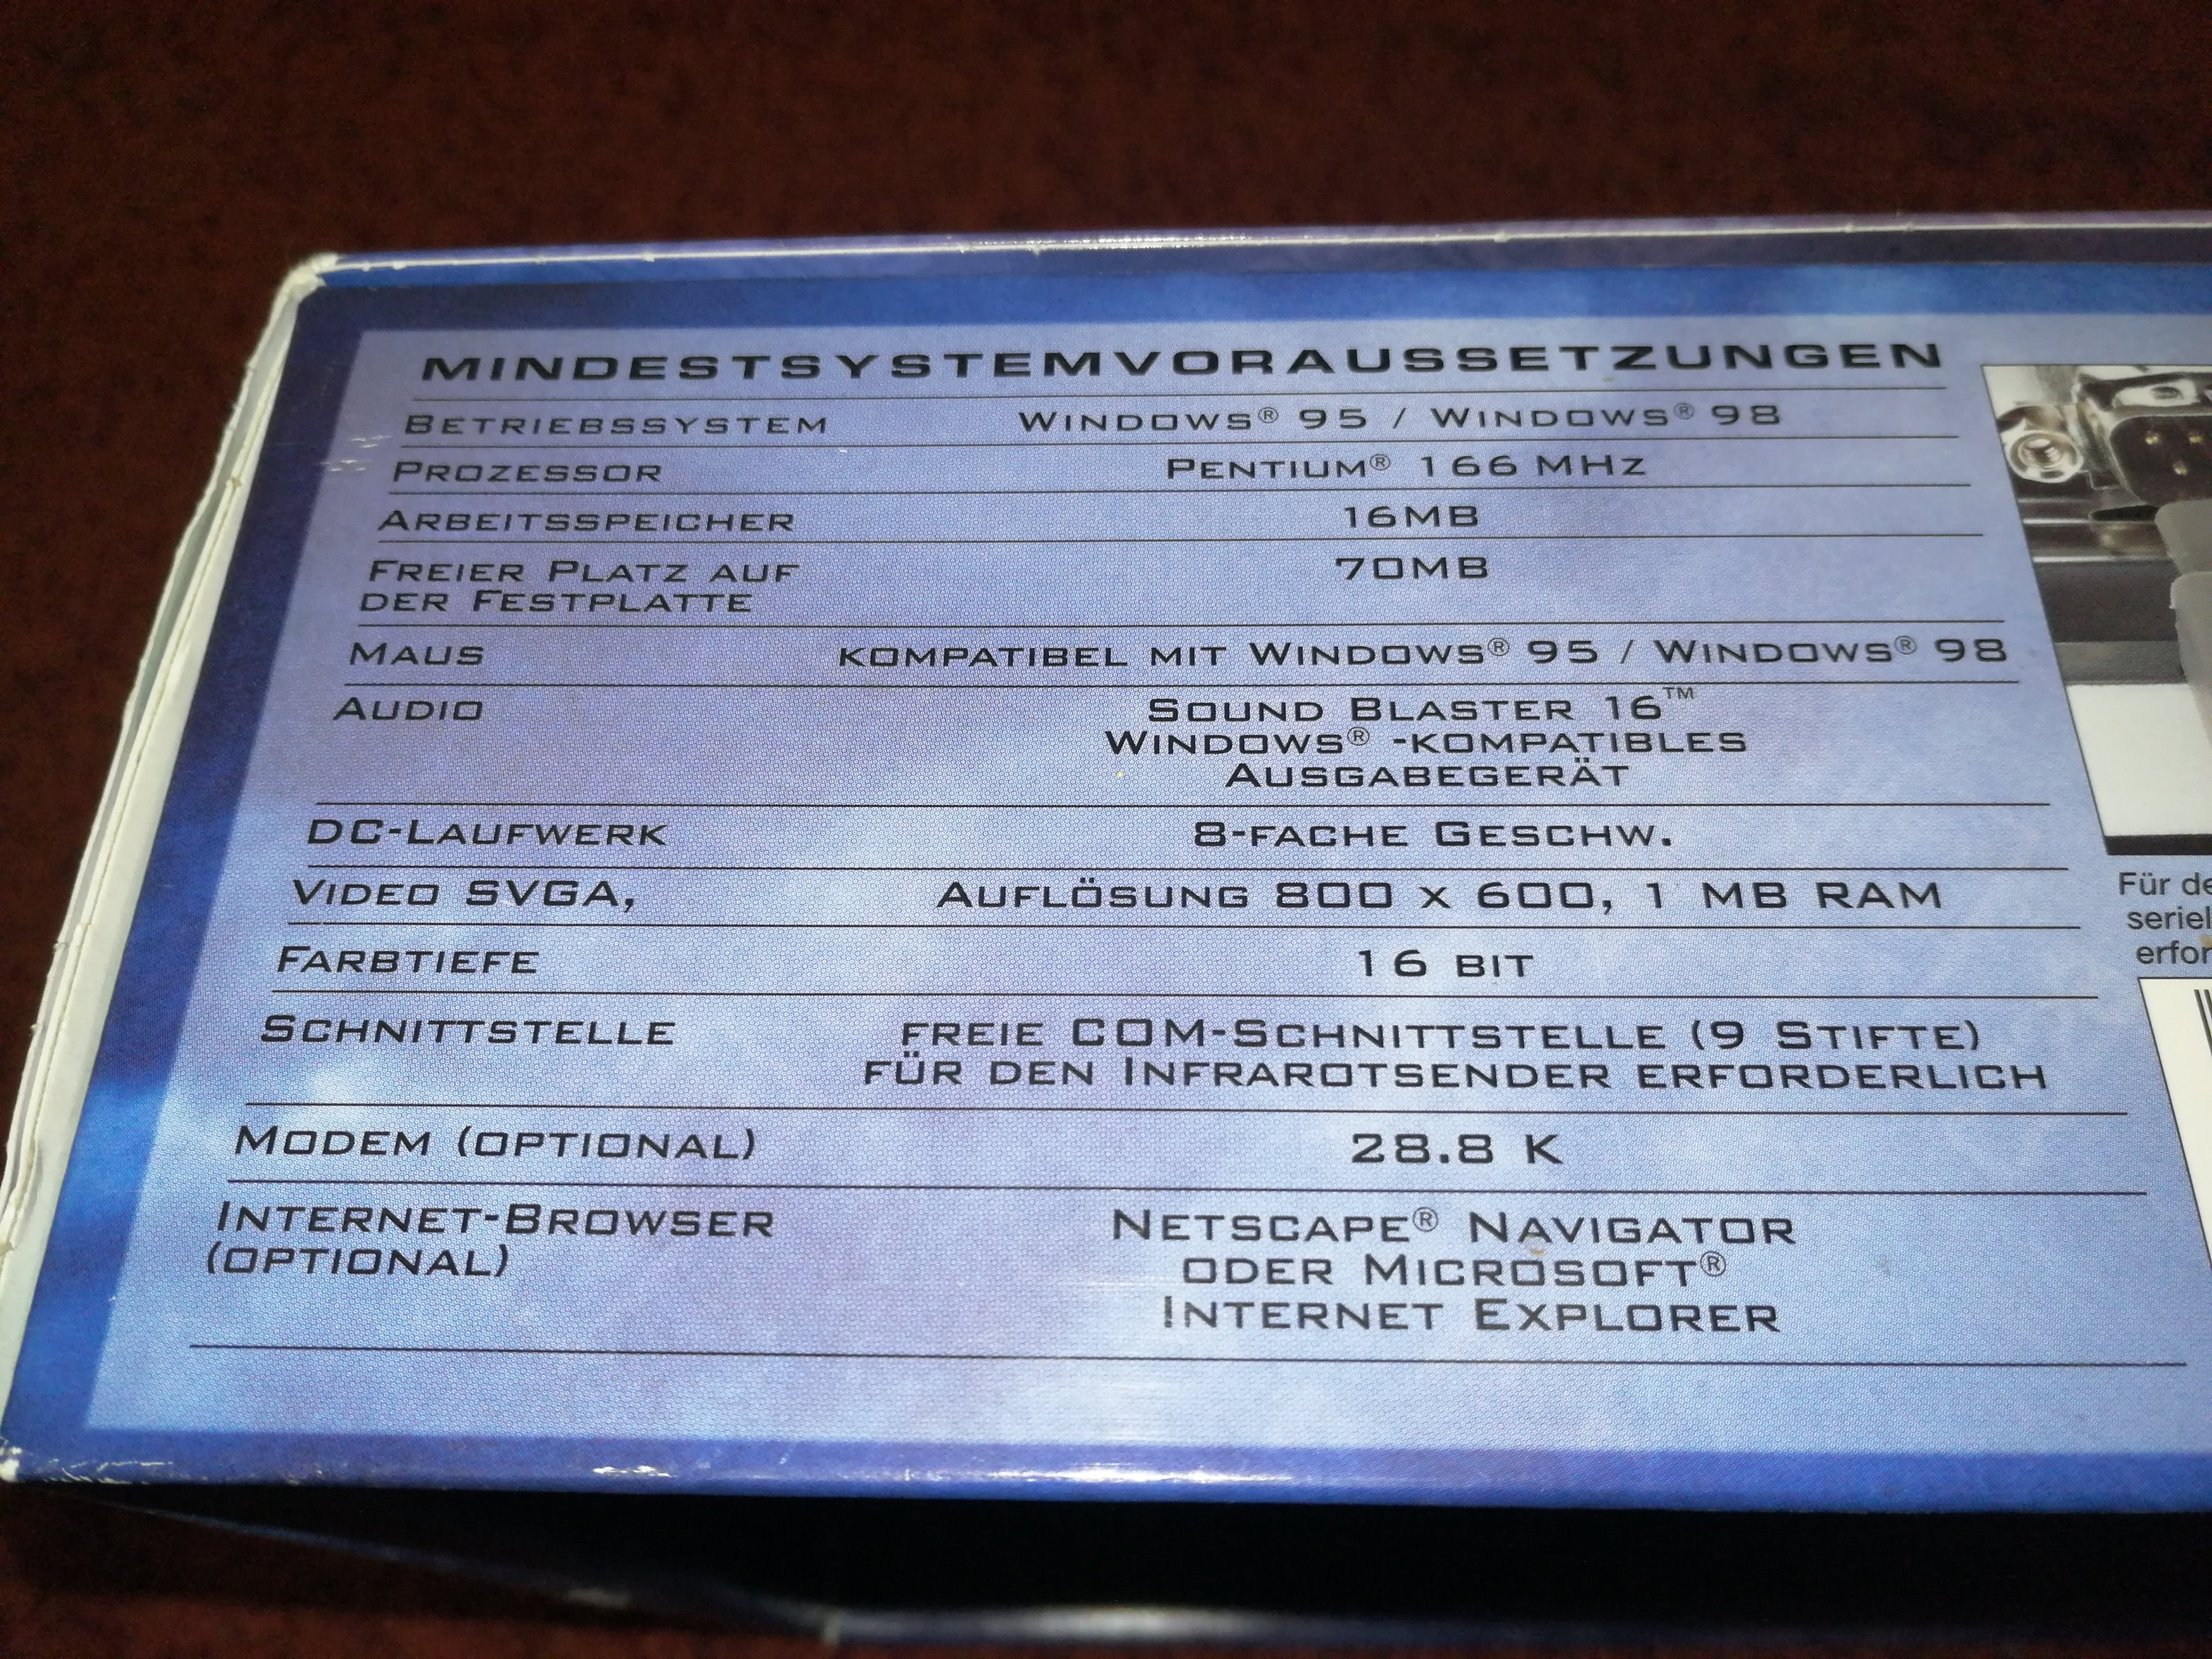 MINDESTSYSTEMVORAUSSETZUNGEN
BETRIEBSSYSTEM WINDOWS® 95 / WINDOWS® 98
PROZESSOR PENTIUM® 166 MHZ
ARBEITSSPEICHER 16MB
FREIER PLATZ AUF 70MB
DER FESTPLATTE
MAUS KOMPATIBEL MIT WINDOWS® 95 / WINDOWS® 98
AUDIO SOUND BLASTER 16™
WINDOWS® -KOMPATIBLES
AUSGABEGERÄT
DC-LAUFWERK 8-FACHE GESCHW.
VIDEO SVGA, AUFLÖSUNG 800 X 600, 1 MB RAM
FARBTIEFE 16 BIT
SCHNITTSTELLE FREIE COM-SCHNITTSTELLE (9 STIFTE)
FÜR DEN INFRAROTSENDER ERFORDERLICH
MODEM (OPTIONAL) 28.8 K
INTERNET-BROWSER NETSCAPE® NAVIGATOR
(OPTIONAL) ODER MICROSOFT®
INTERNET EXPLORER
Für